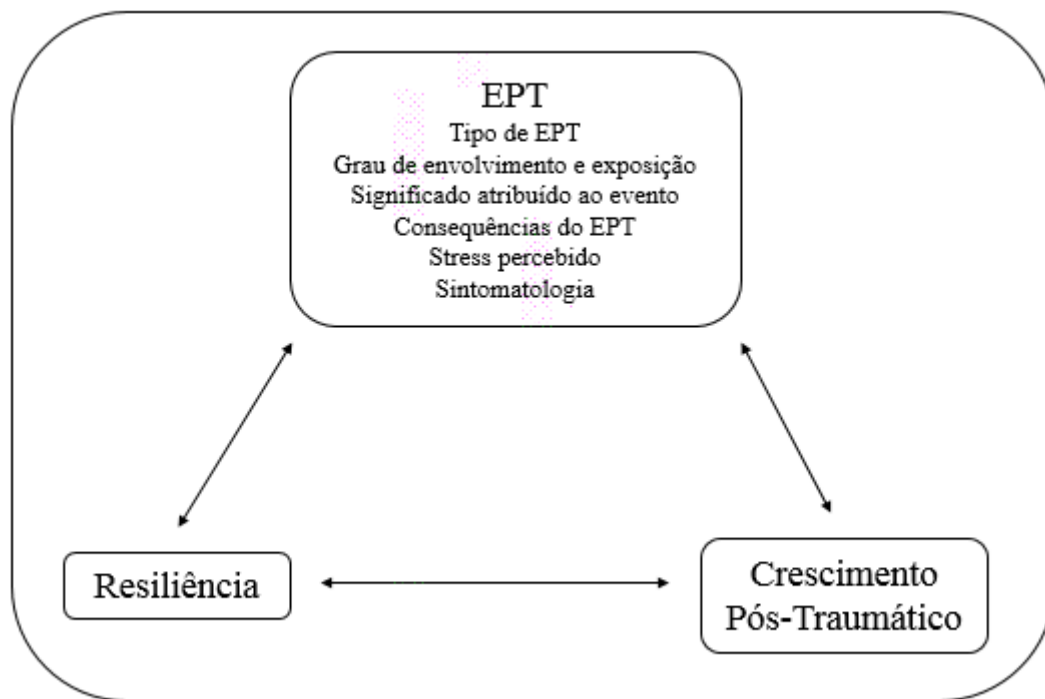 EPT
Tipo de EPT
Grau de envolvimento e exposição
Significado atribuído ao evento
Consequências do EPT
Stress percebido
Sintomatologia
Resiliência
Crescimento
Pós-Traumático